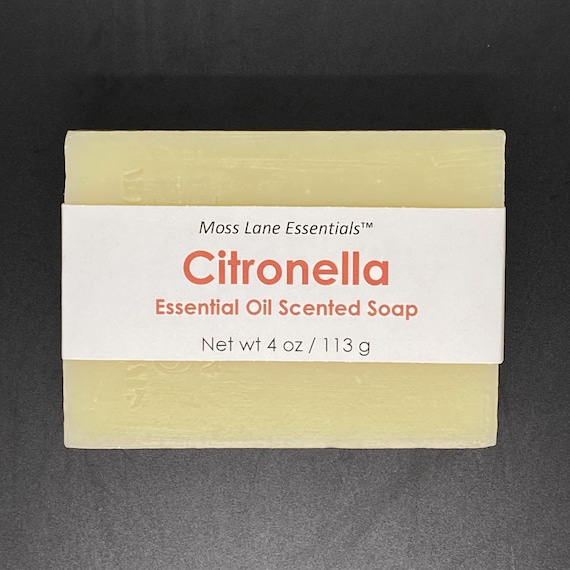 Moss Lane Essentials™
Citronella
Essential Oil Scented Soap
Net wt 4 oz / 113 g